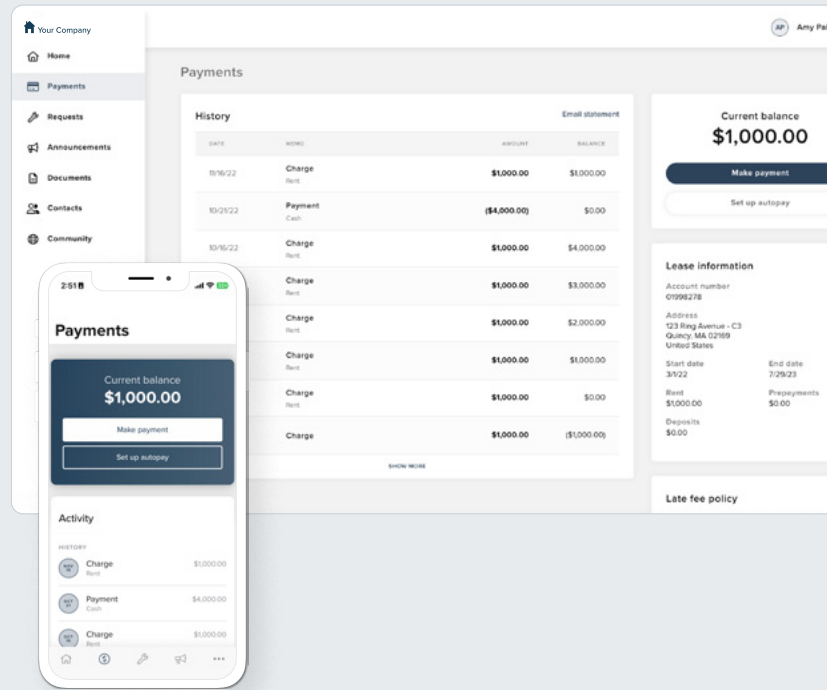 Your Company
AP Amy Pal
Home
Payments
Requests
Announcements
Documents
Contacts
Community
Payments
History
Email statement
DATE MEMO AMOUNT BALANCE
11/16/22 Charge $1,000.00 $1,000.00
Rent
10/21/22 Payment ($4,000.00) $0.00
Cash
10/16/22 Charge $1,000.00 $4,000.00
Rent
Charge $1,000.00 $3,000.00
Rent
Charge $1,000.00 $2,000.00
Rent
Charge $1,000.00 $1,000.00
Rent
Charge $1,000.00 $0.00
Rent
Charge $1,000.00 ($1,000.00)
SHOW MORE
Current balance
$1,000.00
Make payment
Set up autopay
Lease information
Account number
01998278
Address
123 Ring Avenue - C3
Quincy, MA 02169
United States
Start date End date
3/1/22 7/29/23
Rent Prepayments
$1,000.00 $0.00
Deposits
$0.00
Late fee policy
2:51
Payments
Current balance
$1,000.00
Make payment
Set up autopay
Activity
HISTORY
Charge $1,000.00
Rent
Payment $4,000.00
Cash
Charge $1,000.00
Rent